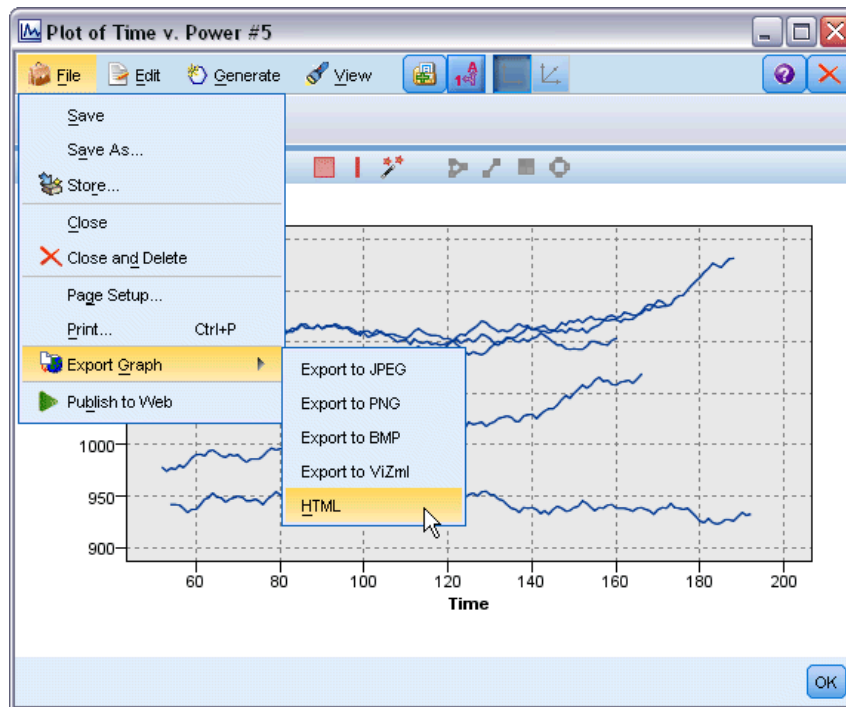 Plot of Time v. Power #5
File Edit Generate View
Save
Save As...
Store...
Close
Close and Delete
Page Setup...
Print... Ctrl+P
Export Graph
Publish to Web
Export to JPEG
Export to PNG
Export to BMP
Export to ViZml
HTML
1000
950
900
60 80 100 120 140 160 180 200
Time
OK